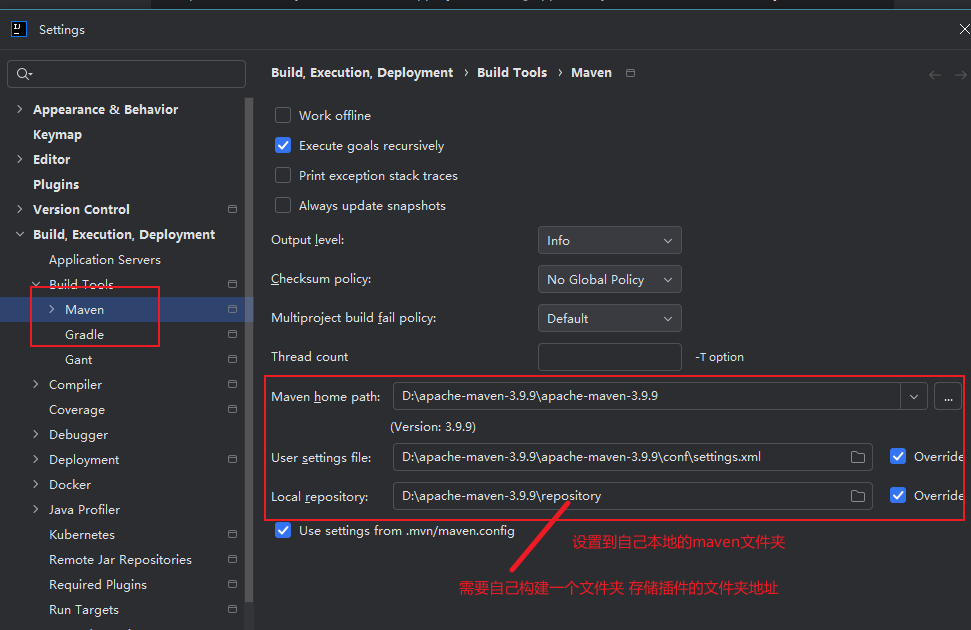 Settings
Build, Execution, Deployment › Build Tools › Maven
Appearance & Behavior
Keymap
Editor
Plugins
Version Control
Build, Execution, Deployment
Application Servers
Build Tools
Maven
Gradle
Gant
Compiler
Coverage
Debugger
Deployment
Docker
Java Profiler
Kubernetes
Remote Jar Repositories
Required Plugins
Run Targets
Work offline
Execute goals recursively
Print exception stack traces
Always update snapshots
Output level: Info
Checksum policy: No Global Policy
Multiproject build fail policy: Default
Thread count -T option
Maven home path: D:\apache-maven-3.9.9\apache-maven-3.9.9 ...
(Version: 3.9.9)
User settings file: D:\apache-maven-3.9.9\apache-maven-3.9.9\conf\settings.xml Override
Local repository: D:\apache-maven-3.9.9\repository Override
Use settings from .mvn/maven.config
设置到自己本地的maven文件夹
需要自己构建一个文件夹 存储插件的文件夹地址